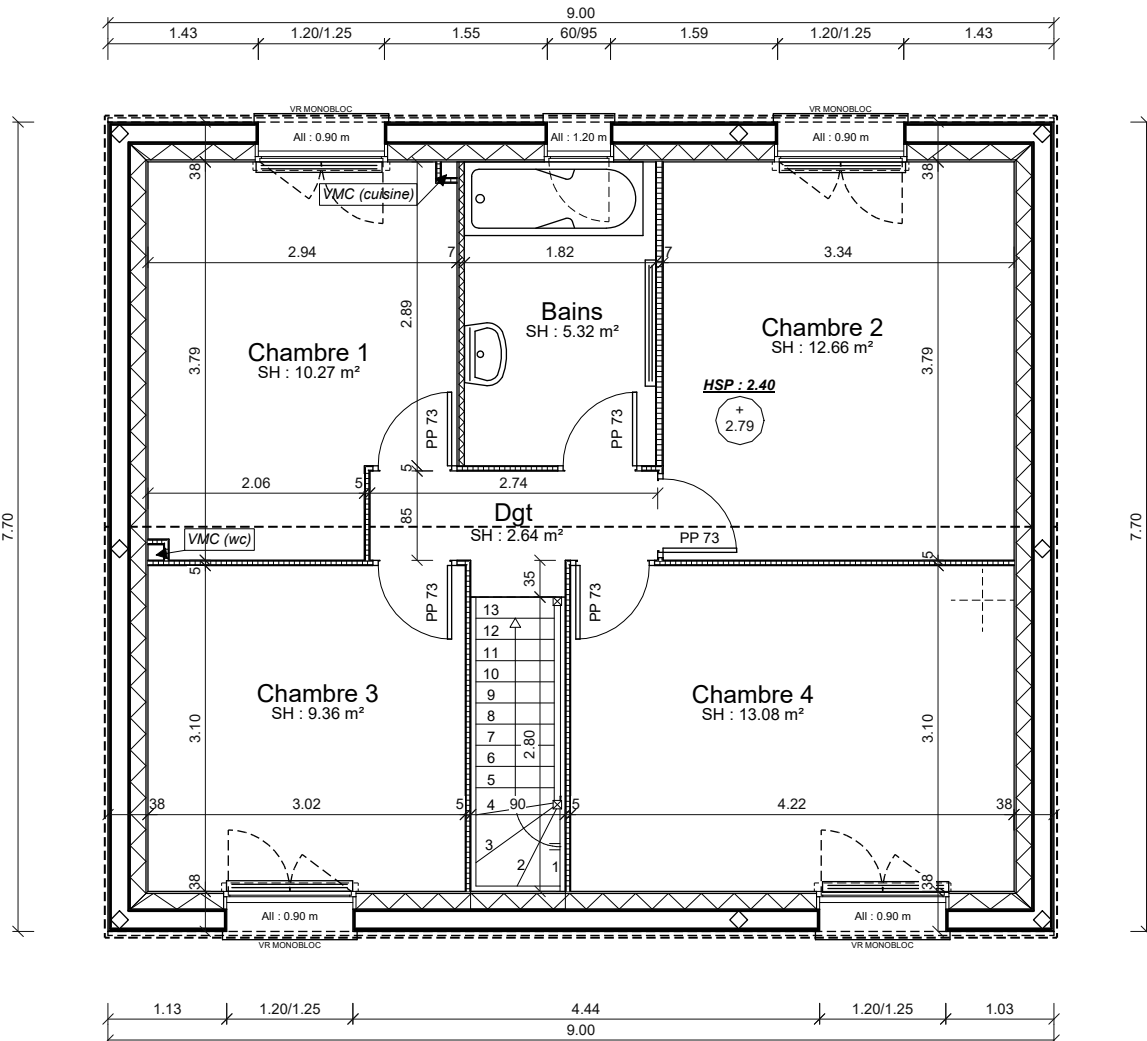 9.00
1.43 1.20/1.25 1.55 60/95 1.59 1.20/1.25 1.43
VR MONOBLOC VR MONOBLOC
All : 0.90 m All : 1.20 m All : 0.90 m
38 38
VMC (cuisine)
2.94 7 1.82 7 3.34
2.89
Bains
SH : 5.32 m²
Chambre 2
SH : 12.66 m²
Chambre 1
SH : 10.27 m²
3.79 3.79
HSP : 2.40
+
2.79
PP 73 PP 73
5
2.06 5 2.74
7.70 7.70
Dgt
SH : 2.64 m²
85
PP 73
VMC (wc)
5 5
35
PP 73 PP 73
13
12
11
10
9
8
7
6
5
4
3
2
1
Chambre 3
SH : 9.36 m²
Chambre 4
SH : 13.08 m²
3.10 2.80 3.10
38 3.02 5 90 5 4.22 38
38 38
All : 0.90 m All : 0.90 m
VR MONOBLOC VR MONOBLOC
1.13 1.20/1.25 4.44 1.20/1.25 1.03
9.00